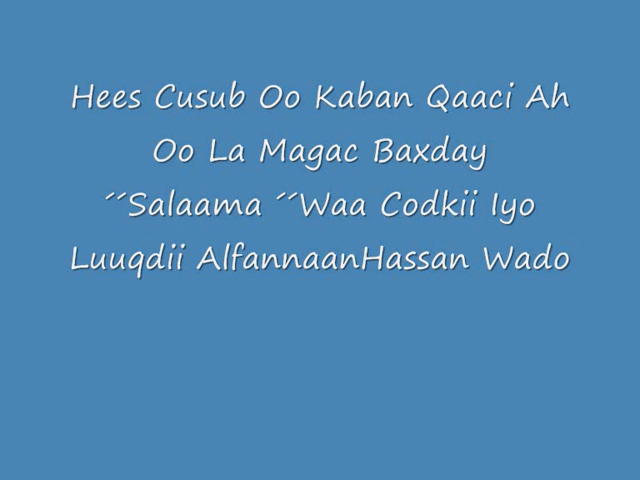 Hees Cusub Oo Kaban Qaaci Ah
Oo La Magac Baxday
´´Salaama ´´Waa Codkii Iyo
Luuqdii AlfannaanHassan Wado